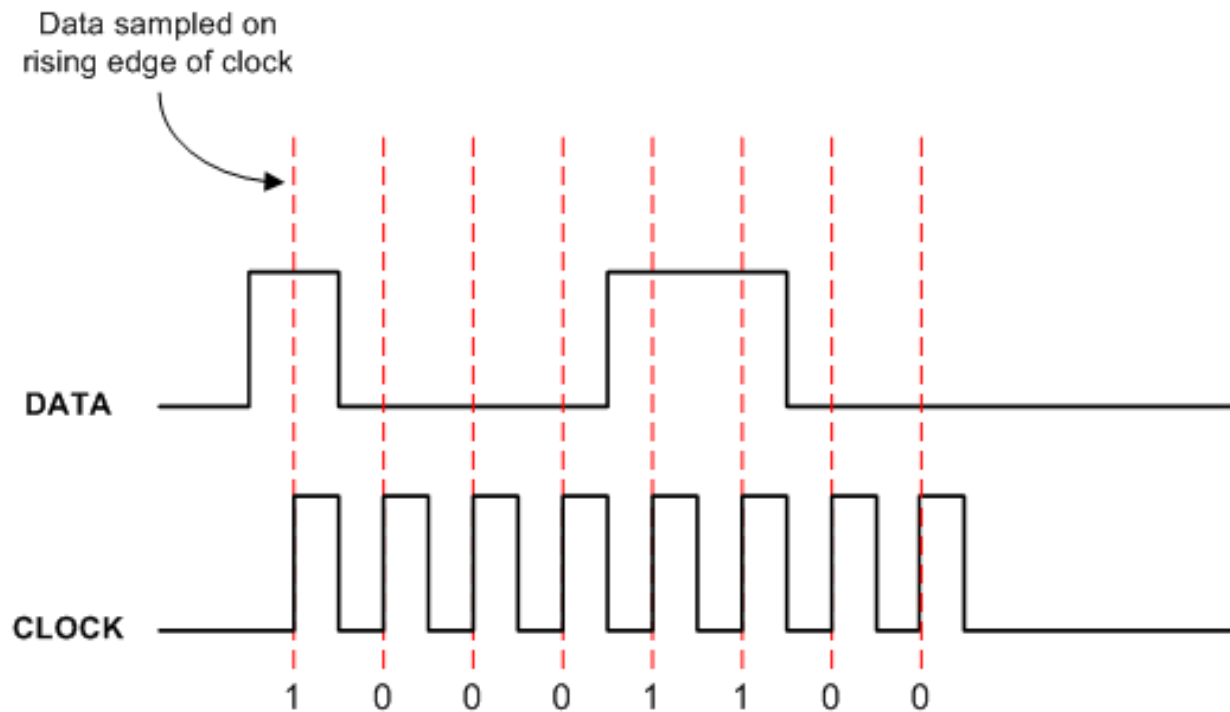 Data sampled on
rising edge of clock
DATA
CLOCK
1 0 0 0 1 1 0 0